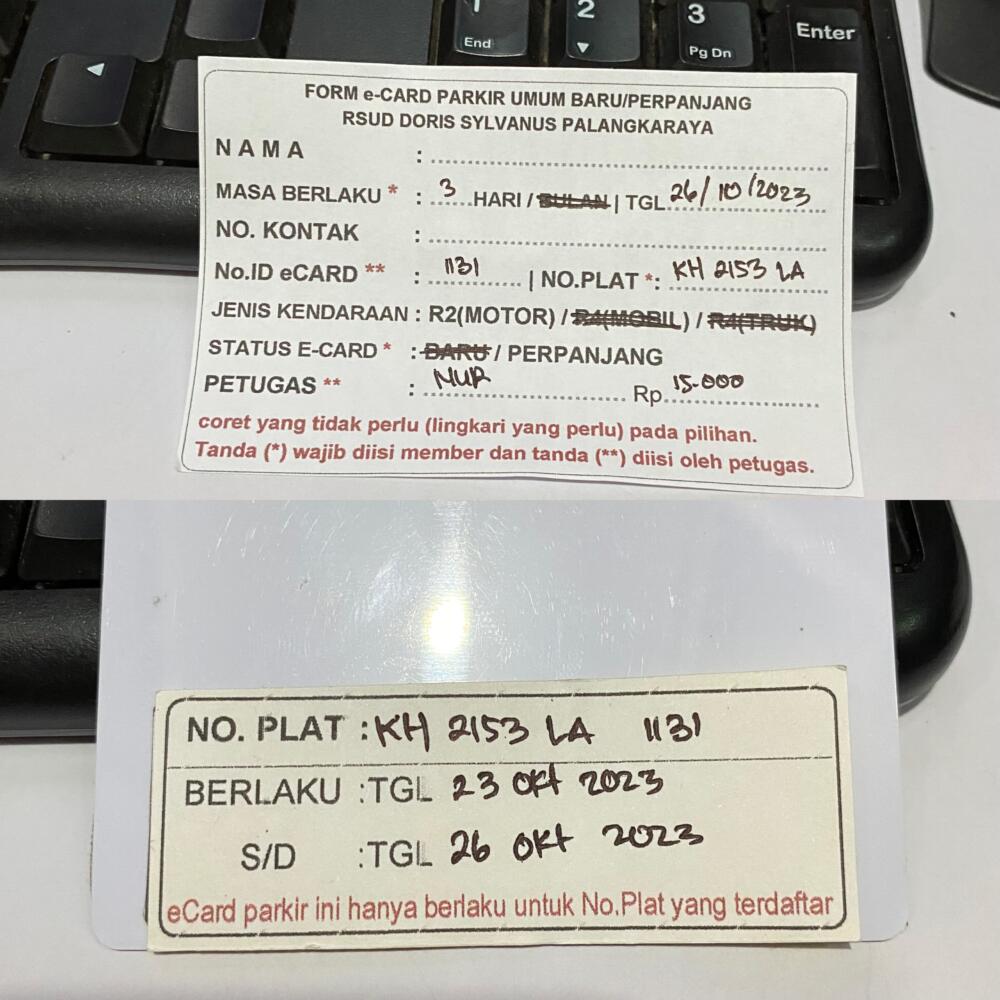 1
End
2
3
Pg Dn
Enter
FORM e-CARD PARKIR UMUM BARU/PERPANJANG
RSUD DORIS SYLVANUS PALANGKARAYA
NAMA :
MASA BERLAKU * : 3 HARI / BULAN | TGL 26/10/2023
NO. KONTAK :
No.ID eCARD ** : 1131 | NO.PLAT *: KH 2153 LA
JENIS KENDARAAN : R2(MOTOR) / R4(MOBIL) / R4(TRUK)
STATUS E-CARD * : BARU / PERPANJANG
PETUGAS ** : NUR Rp. 15.000
coret yang tidak perlu (lingkari yang perlu) pada pilihan.
Tanda (*) wajib diisi member dan tanda (**) diisi oleh petugas.
NO. PLAT : KH 2153 LA 1131
BERLAKU : TGL 23 Okt 2023
S/D : TGL 26 Okt 2023
eCard parkir ini hanya berlaku untuk No.Plat yang terdaftar